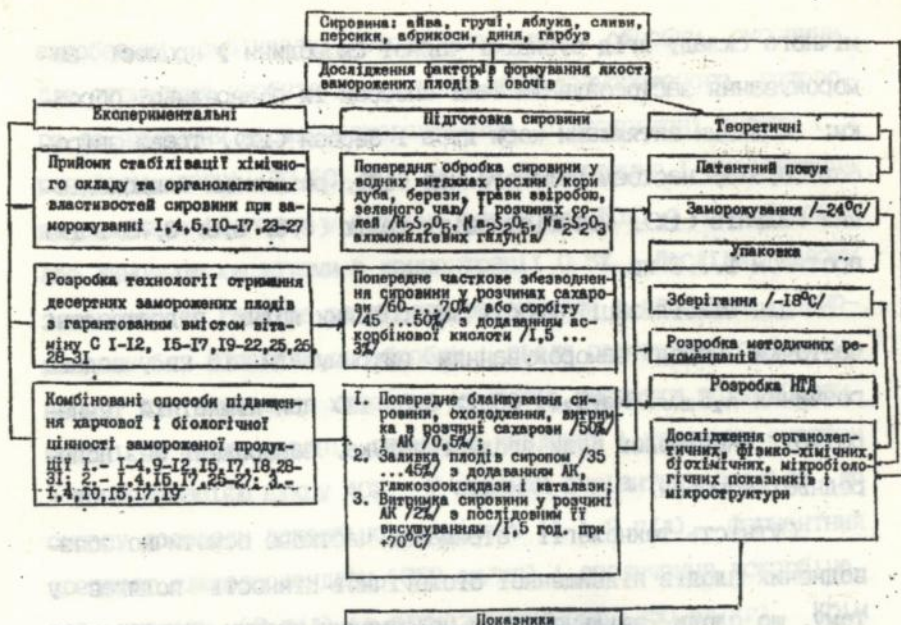 Сировина: айва, груші, яблука, сливи,
персики, абрикоси, диня, гарбуз
Дослідження факторів формування якості
заморожених плодів і овочів
Експериментальні
Підготовка сировини
Теоретичні
Прийоми стабілізації хімічно-
го складу та органолептичних
властивостей сировини при за-
морожуванні I,4,5,I0-I7,23-27
Попередня обробка сировини у
водних витяжках рослин /кори
дуба, берези, трави звіробою,
зеленого чаю/ і розчинах со-
лей /K2S2O5, Na2S2O5, Na2S2O3
алюмокалієвих галунів/
Патентний пошук
Заморожування /-24°С/
Упаковка
Зберігання /-I8°С/
Розробка методичних ре-
комендацій
Розробка НТД
Розробка технології отримання
десертних заморожених плодів
з гарантованим вмістом віта-
міну С I-I2, I5-I7,I9-22,25,26,
28-3I
Попереднє часткове зневоднен-
ня сировини у розчинах сахаро-
зи /60 ... 70%/ або сорбіту
/45 ...50%/ з додаванням ас-
корбінової кислоти /I,5 ...
2%/
Комбіновані способи підвищен-
ня харчової і біологічної
цінності замороженої продук-
ції I.- I-4,9-I2,I5,I7,I8,28-
3I; 2.- I-4,I5,I7,25-27; 3.-
I,4,I0,I5,I7,I9
I. Попереднє бланшування си-
ровини, охолодження, витрим-
ка в розчині сахарози /50%/
і АК /0,5%/;
2. Заливка плодів сиропом /35
...45%/ з додаванням АК,
глюкозооксидази і каталази
3. Витримка сировини у розчині
АК /2%/ з послідовним її
висушуванням /I,5 год. при
+70°С/
Дослідження органолеп-
тичних, фізико-хімічних,
біохімічних, мікробіоло-
гічних показників і
мікроструктури
Показники